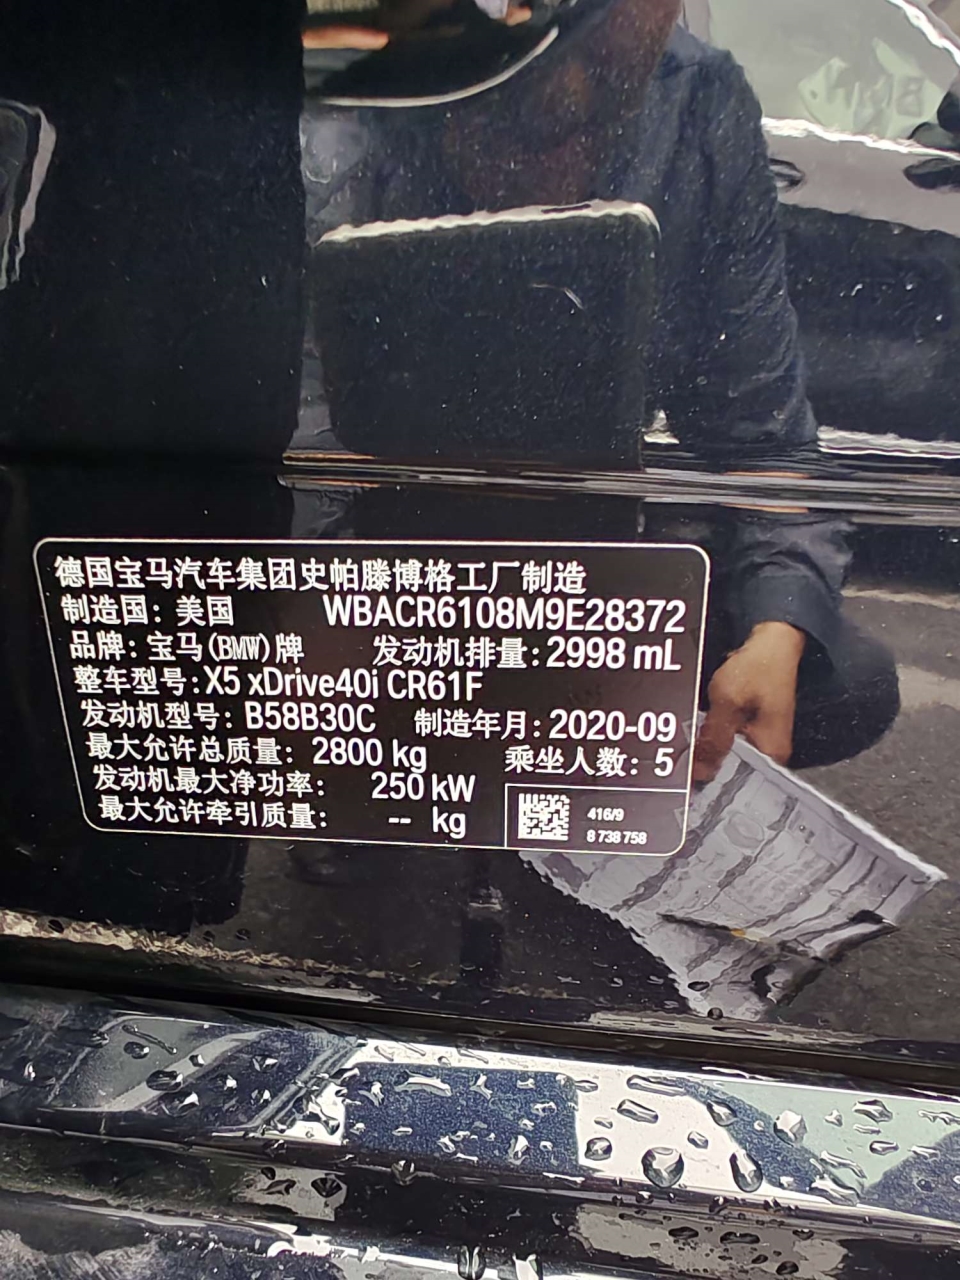 德国宝马汽车集团史帕滕博格工厂制造
制造国：美国 WBACR6108M9E28372
品牌：宝马(BMW)牌 发动机排量：2998 mL
整车型号：X5 xDrive40i CR61F
发动机型号：B58B30C 制造年月：2020-09
最大允许总质量：2800 kg 乘坐人数：5
发动机最大净功率：250 kW
最大允许牵引质量：-- kg
416/9
8 738 758